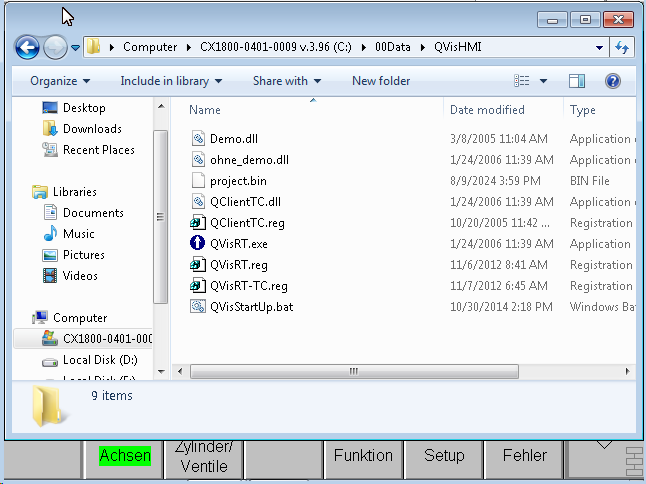 Computer ▸ CX1800-0401-0009 v.3.96 (C:) ▸ 00Data ▸ QVisHMI
Organize Include in library Share with New folder
Desktop
Downloads
Recent Places
Libraries
Documents
Music
Pictures
Videos
Computer
CX1800-0401-000
Local Disk (D:)
Name Date modified Type
Demo.dll 3/8/2005 11:04 AM Application
ohne_demo.dll 1/24/2006 11:39 AM Application
project.bin 8/9/2024 3:59 PM BIN File
QClientTC.dll 1/24/2006 11:39 AM Application
QClientTC.reg 10/20/2005 11:42 ... Registration
QVisRT.exe 1/24/2006 11:39 AM Application
QVisRT.reg 11/6/2012 8:41 AM Registration
QVisRT-TC.reg 11/7/2012 6:45 AM Registration
QVisStartUp.bat 10/30/2014 2:18 PM Windows Bat
9 items
Achsen
Zylinder/
Ventile
Funktion
Setup
Fehler